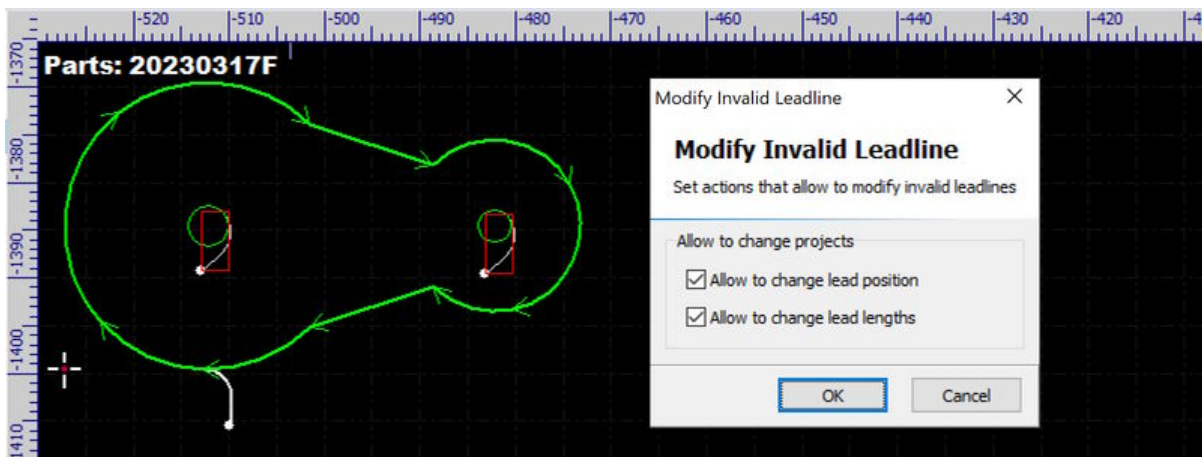 -520 -510 -500 -490 -480 -470 -460 -450 -440 -430 -420 -410
-1370
Parts: 20230317F
-1380
-1390
-1400
1410
Modify Invalid Leadline
Modify Invalid Leadline
Set actions that allow to modify invalid leadlines
Allow to change projects
Allow to change lead position
Allow to change lead lengths
OK Cancel